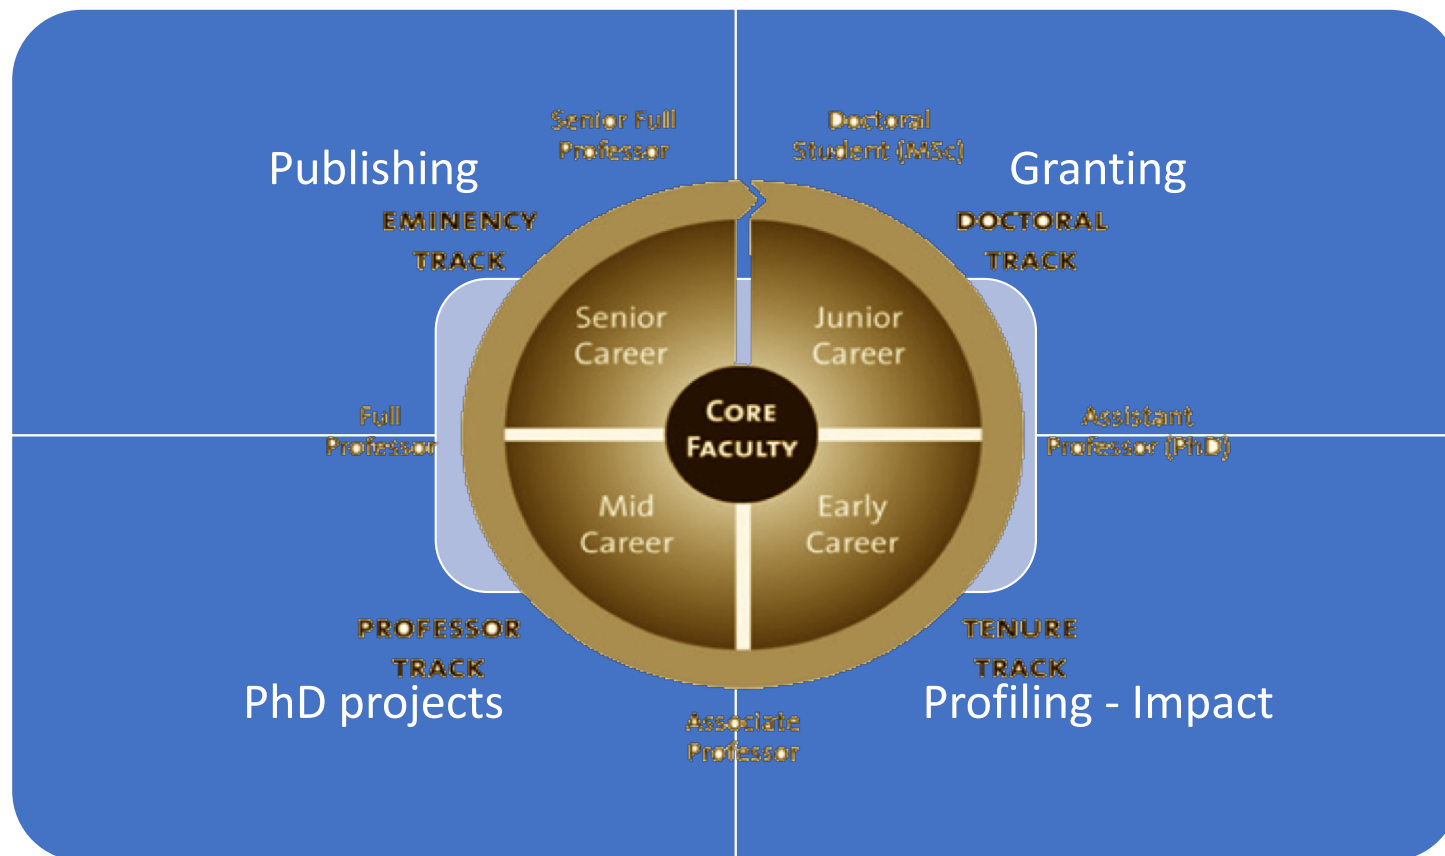 Senior Full
Professor
Doctoral
Student (MSc)
Publishing
Granting
EMINENCY
TRACK
DOCTORAL
TRACK
Senior
Career
Junior
Career
Full
Professor
CORE
FACULTY
Assistant
Professor (PhD)
Mid
Career
Early
Career
PROFESSOR
TRACK
TENURE
TRACK
PhD projects
Profiling - Impact
Associate
Professor